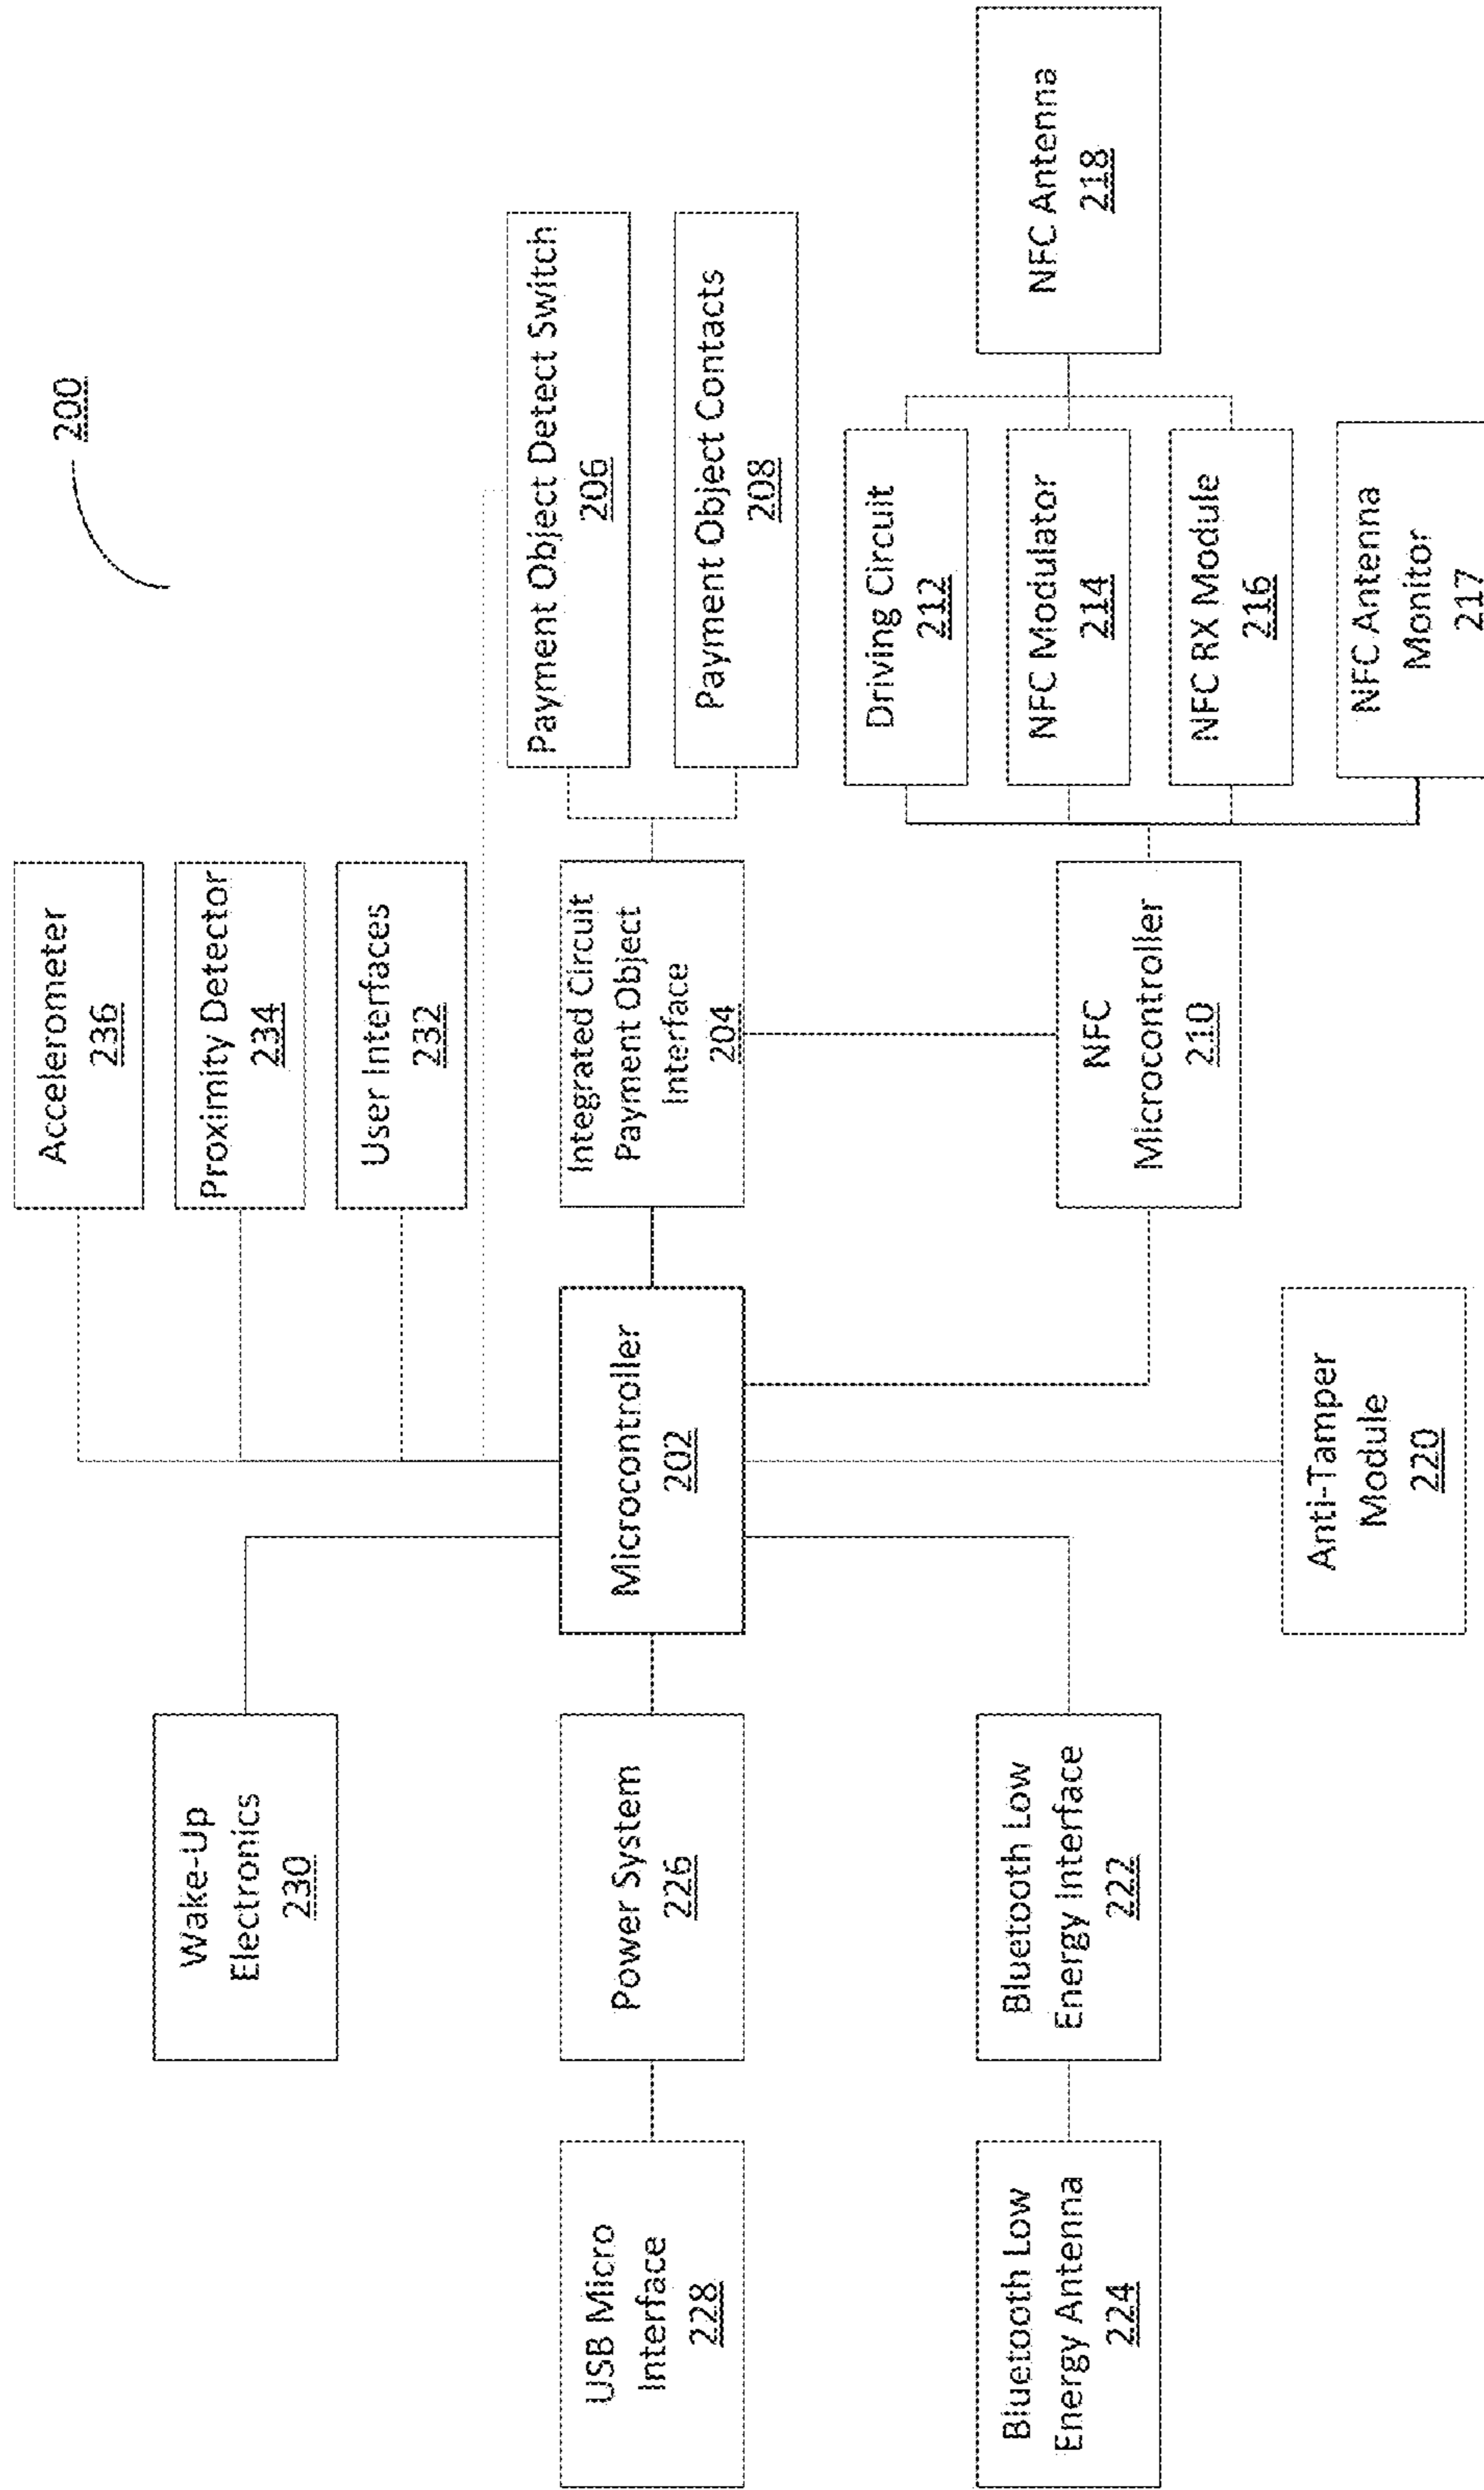 200
Accelerometer
236
Proximity Detector
234
User Interfaces
232
Wake-Up
Electronics
230
Payment Object Detect Switch
206
Payment Object Contacts
208
Integrated Circuit
Payment Object
Interface
204
Microcontroller
202
Power System
226
USB Micro
Interface
228
Driving Circuit
212
NFC Modulator
214
NFC RX Module
216
NFC Antenna
Monitor
217
NFC Antenna
218
NFC
Microcontroller
210
Bluetooth Low
Energy Interface
222
Bluetooth Low
Energy Antenna
224
Anti-Tamper
Module
220